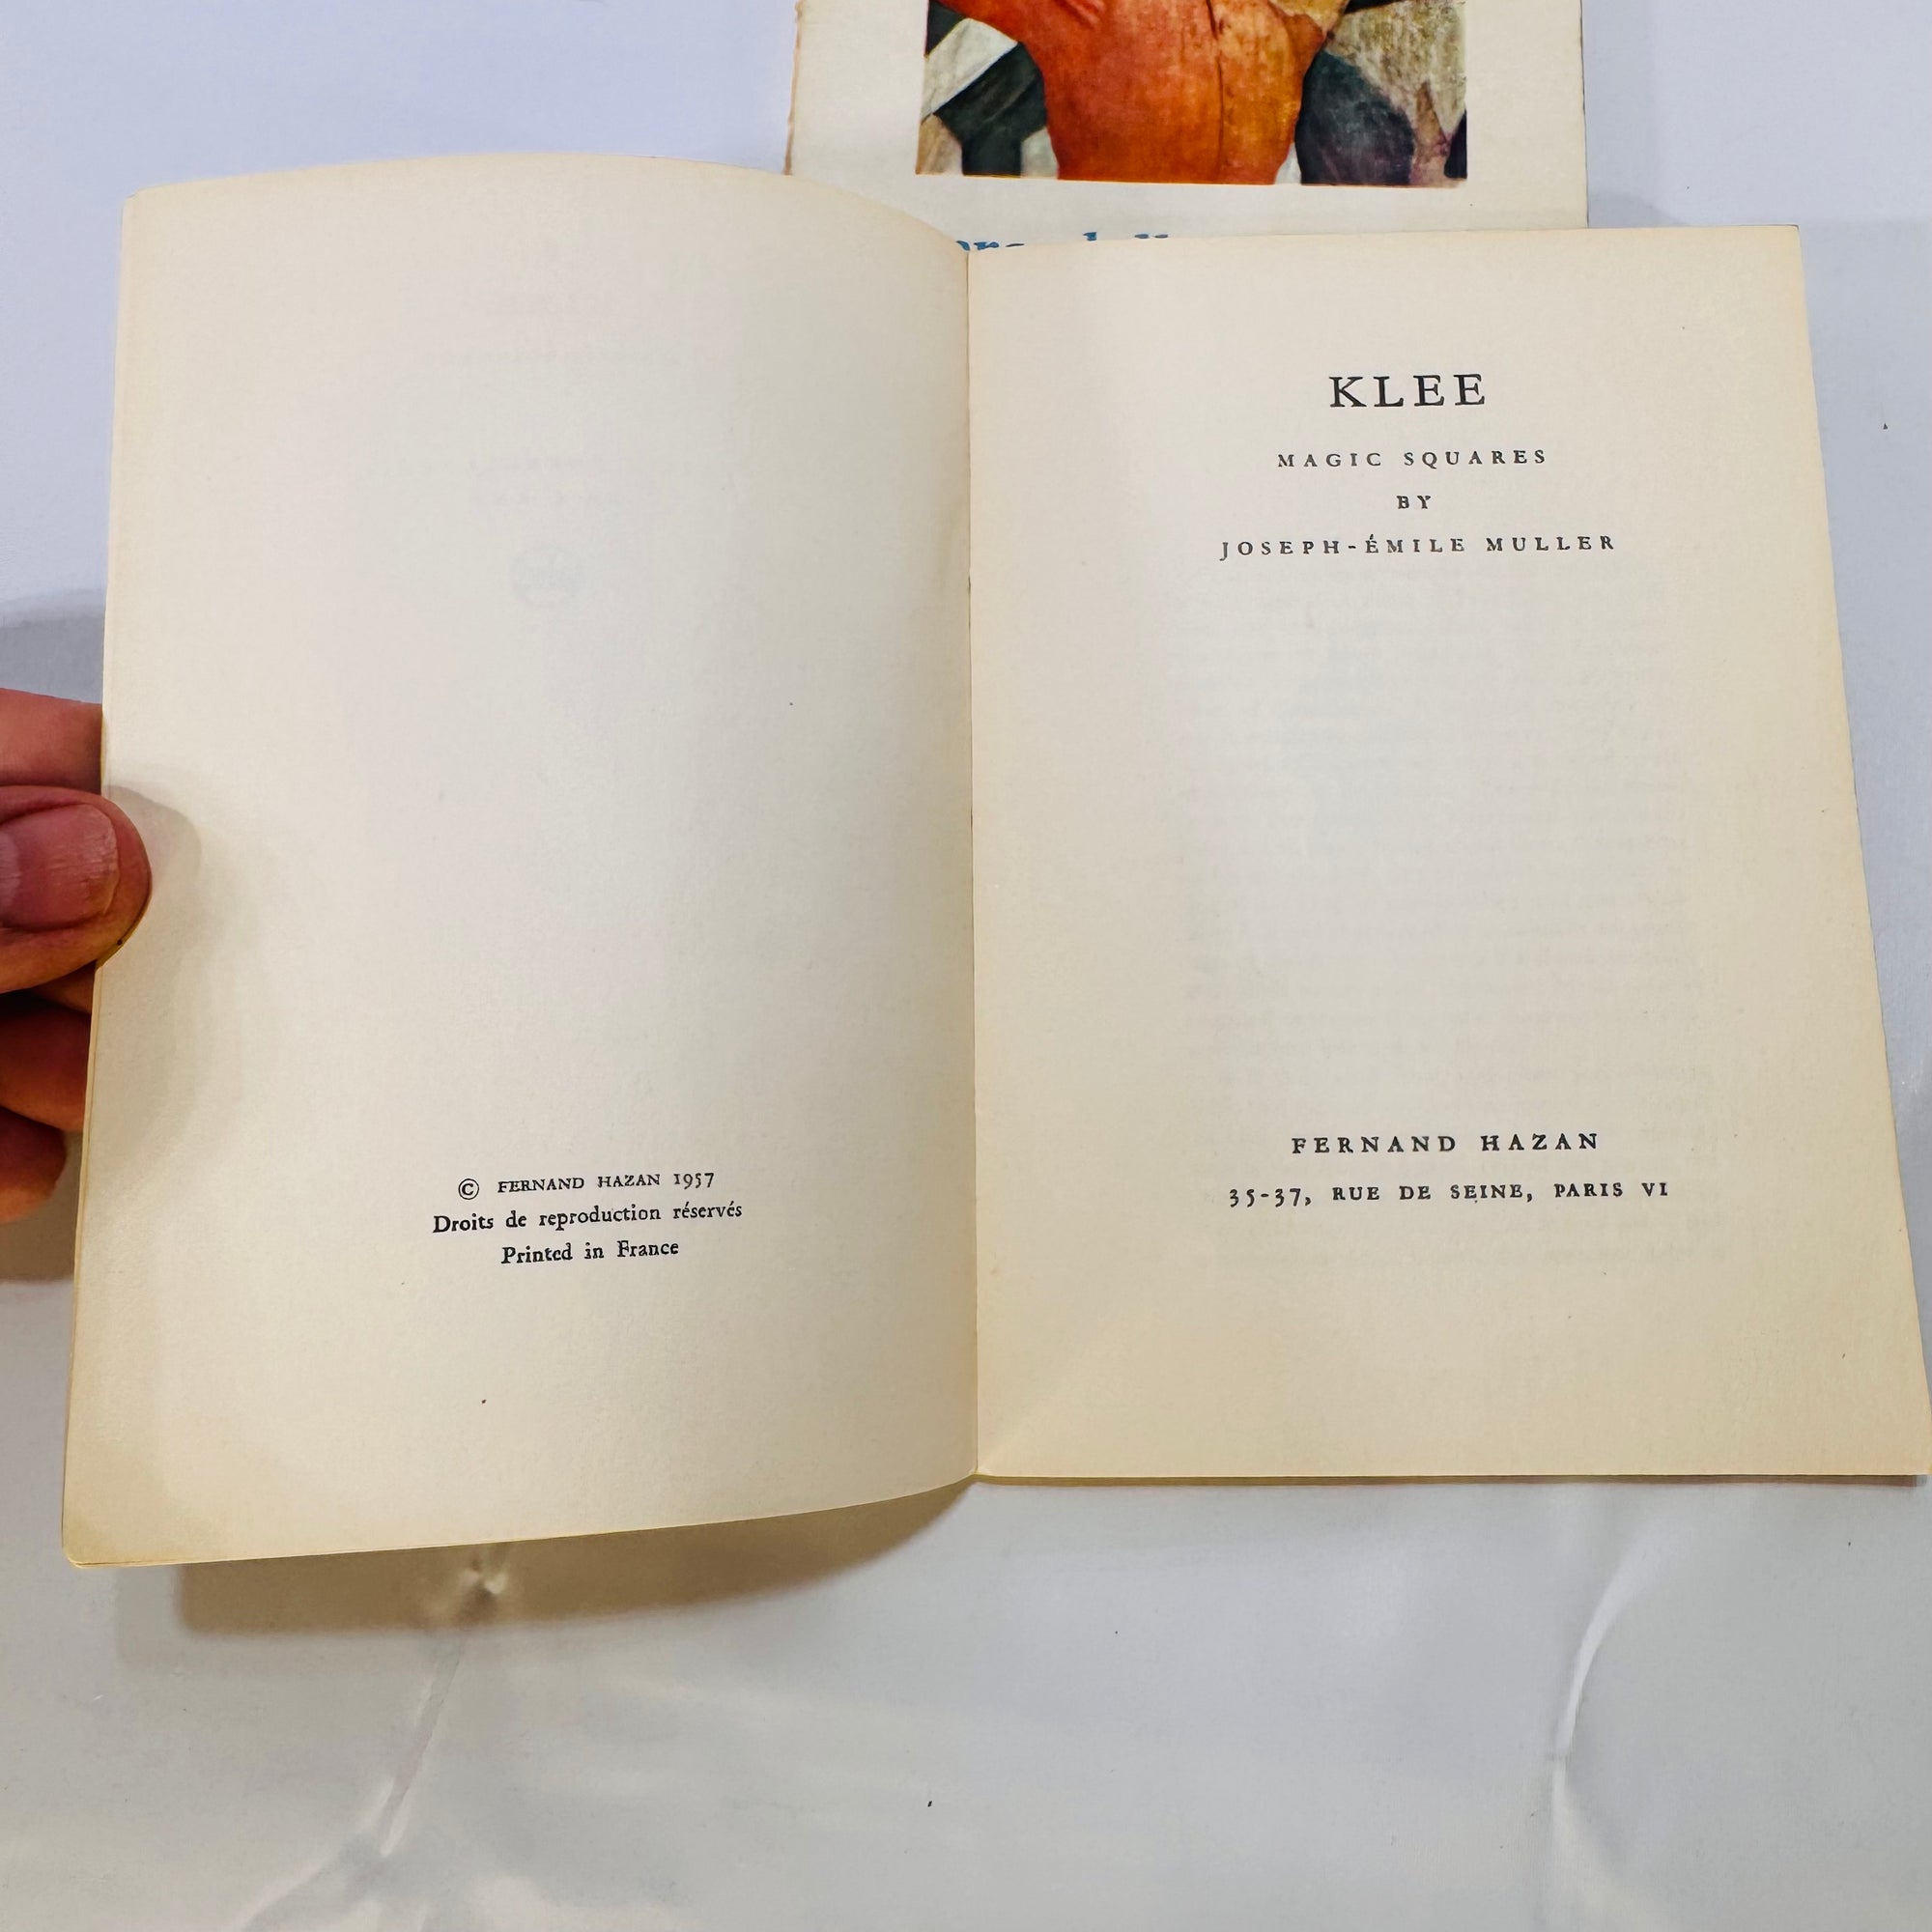 © FERNAND HAZAN 1957
Droits de reproduction réservés
Printed in France
KLEE
MAGIC SQUARES
BY
JOSEPH-ÉMILE MULLER
FERNAND HAZAN
35-37, RUE DE SEINE, PARIS VI